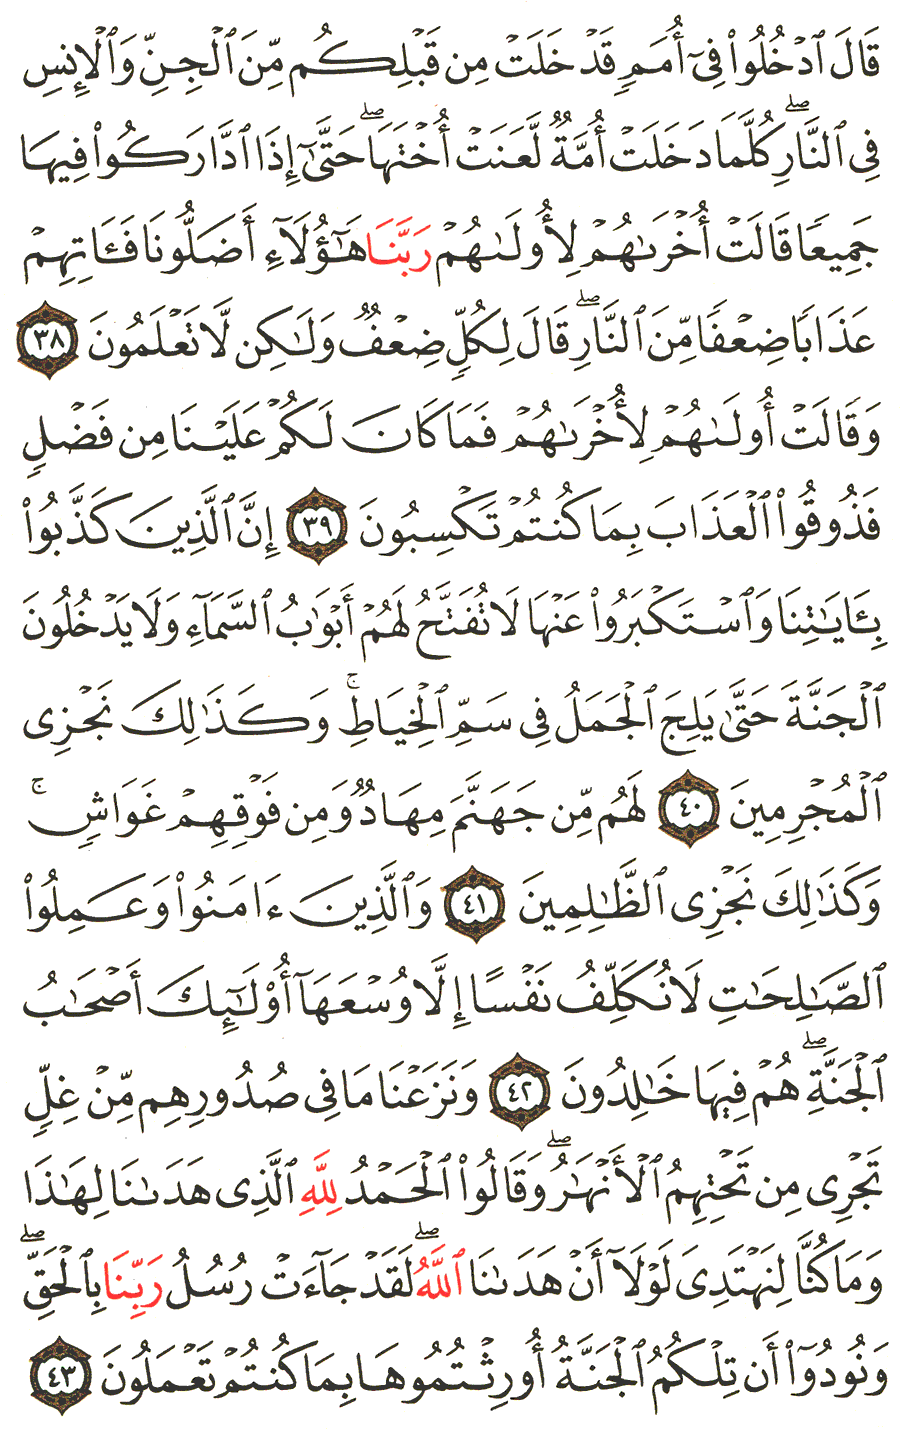 قَالَ ٱدۡخُلُواْ فِيٓ أُمَمٖ قَدۡ خَلَتۡ مِن قَبۡلِكُم مِّنَ ٱلۡجِنِّ وَٱلۡإِنسِ
فِي ٱلنَّارِۖ كُلَّمَا دَخَلَتۡ أُمَّةٞ لَّعَنَتۡ أُخۡتَهَاۖ حَتَّىٰٓ إِذَا ٱدَّارَكُواْ فِيهَا
جَمِيعٗا قَالَتۡ أُخۡرَىٰهُمۡ لِأُولَىٰهُمۡ رَبَّنَا هَٰٓؤُلَآءِ أَضَلُّونَا فَـَٔاتِهِمۡ
عَذَابٗا ضِعۡفٗا مِّنَ ٱلنَّارِۖ قَالَ لِكُلّٖ ضِعۡفٞ وَلَٰكِن لَّا تَعۡلَمُونَ ٣٨
وَقَالَتۡ أُولَىٰهُمۡ لِأُخۡرَىٰهُمۡ فَمَا كَانَ لَكُمۡ عَلَيۡنَا مِن فَضۡلٖ
فَذُوقُواْ ٱلۡعَذَابَ بِمَا كُنتُمۡ تَكۡسِبُونَ ٣٩ إِنَّ ٱلَّذِينَ كَذَّبُواْ
بِـَٔايَٰتِنَا وَٱسۡتَكۡبَرُواْ عَنۡهَا لَا تُفَتَّحُ لَهُمۡ أَبۡوَٰبُ ٱلسَّمَآءِ وَلَا يَدۡخُلُونَ
ٱلۡجَنَّةَ حَتَّىٰ يَلِجَ ٱلۡجَمَلُ فِي سَمِّ ٱلۡخِيَاطِۚ وَكَذَٰلِكَ نَجۡزِي
ٱلۡمُجۡرِمِينَ ٤٠ لَهُم مِّن جَهَنَّمَ مِهَادٞ وَمِن فَوۡقِهِمۡ غَوَاشٖۚ
وَكَذَٰلِكَ نَجۡزِي ٱلظَّٰلِمِينَ ٤١ وَٱلَّذِينَ ءَامَنُواْ وَعَمِلُواْ
ٱلصَّٰلِحَٰتِ لَا نُكَلِّفُ نَفۡسًا إِلَّا وُسۡعَهَآ أُوْلَٰٓئِكَ أَصۡحَٰبُ
ٱلۡجَنَّةِۖ هُمۡ فِيهَا خَٰلِدُونَ ٤٢ وَنَزَعۡنَا مَا فِي صُدُورِهِم مِّنۡ غِلّٖ
تَجۡرِي مِن تَحۡتِهِمُ ٱلۡأَنۡهَٰرُۖ وَقَالُواْ ٱلۡحَمۡدُ لِلَّهِ ٱلَّذِي هَدَىٰنَا لِهَٰذَا
وَمَا كُنَّا لِنَهۡتَدِيَ لَوۡلَآ أَنۡ هَدَىٰنَا ٱللَّهُۖ لَقَدۡ جَآءَتۡ رُسُلُ رَبِّنَا بِٱلۡحَقِّۖ
وَنُودُوٓاْ أَن تِلۡكُمُ ٱلۡجَنَّةُ أُورِثۡتُمُوهَا بِمَا كُنتُمۡ تَعۡمَلُونَ ٤٣